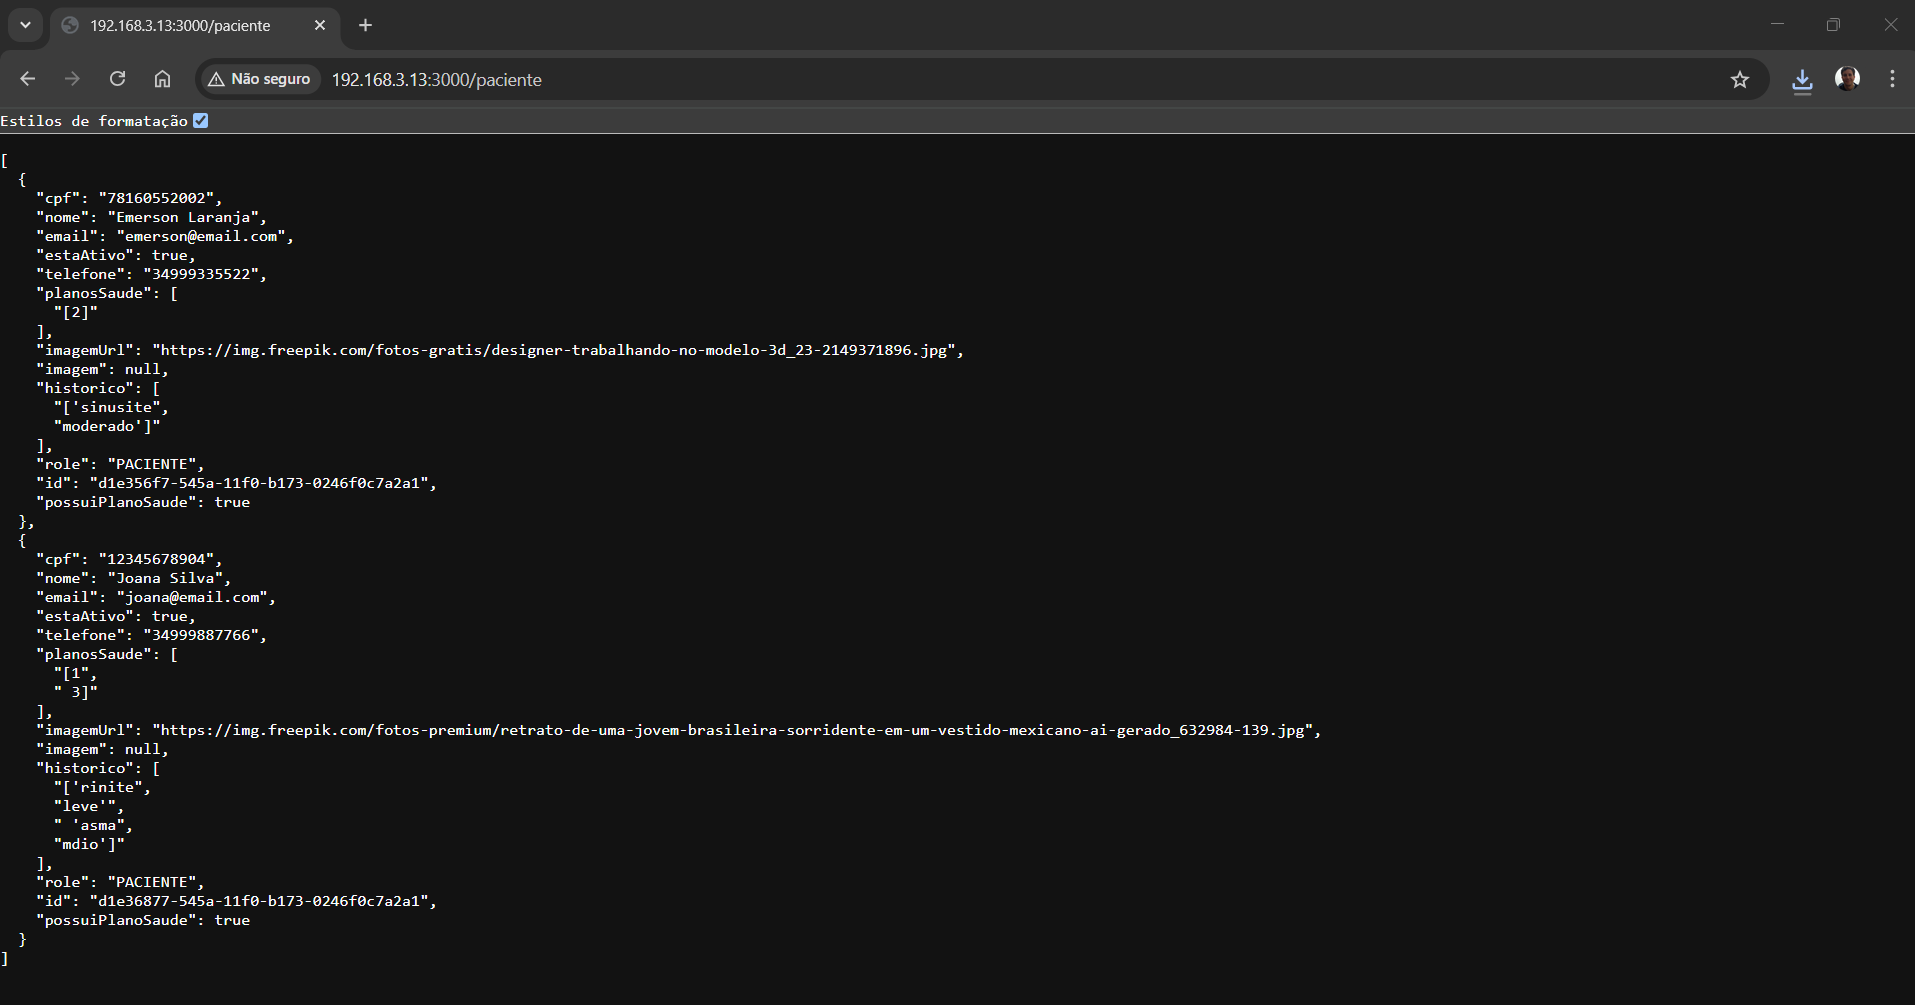 192.168.3.13:3000/paciente
Não seguro 192.168.3.13:3000/paciente
Estilos de formatação
[
  {
    "cpf": "78160552002",
    "nome": "Emerson Laranja",
    "email": "emerson@email.com",
    "estaAtivo": true,
    "telefone": "34999335522",
    "planosSaude": [
      "[2]"
    ],
    "imagemUrl": "https://img.freepik.com/fotos-gratis/designer-trabalhando-no-modelo-3d_23-2149371896.jpg",
    "imagem": null,
    "historico": [
      "['sinusite",
      "moderado']"
    ],
    "role": "PACIENTE",
    "id": "d1e356f7-545a-11f0-b173-0246f0c7a2a1",
    "possuiPlanoSaude": true
  },
  {
    "cpf": "12345678904",
    "nome": "Joana Silva",
    "email": "joana@email.com",
    "estaAtivo": true,
    "telefone": "34999887766",
    "planosSaude": [
      "[1",
      " 3]"
    ],
    "imagemUrl": "https://img.freepik.com/fotos-premium/retrato-de-uma-jovem-brasileira-sorridente-em-um-vestido-mexicano-ai-gerado_632984-139.jpg",
    "imagem": null,
    "historico": [
      "['rinite",
      "leve'",
      " 'asma",
      "mdio']"
    ],
    "role": "PACIENTE",
    "id": "d1e36877-545a-11f0-b173-0246f0c7a2a1",
    "possuiPlanoSaude": true
  }
]